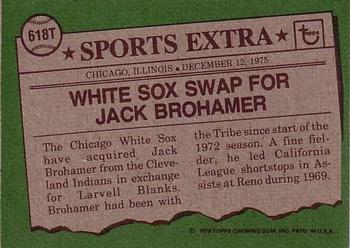 618T
★ SPORTS EXTRA ★
TOPPS
CHICAGO, ILLINOIS • DECEMBER 12, 1975
WHITE SOX SWAP FOR
JACK BROHAMER
The Chicago White Sox
have acquired Jack
Brohamer from the Cleve-
land Indians in exchange
for Larvell Blanks.
Brohamer had been with
the Tribe since start of the
1972 season. A fine fiel-
der, he led California
League shortstops in As-
sists at Reno during 1969.
© 1976 TOPPS CHEWING GUM, INC. PRTD. IN U.S.A.